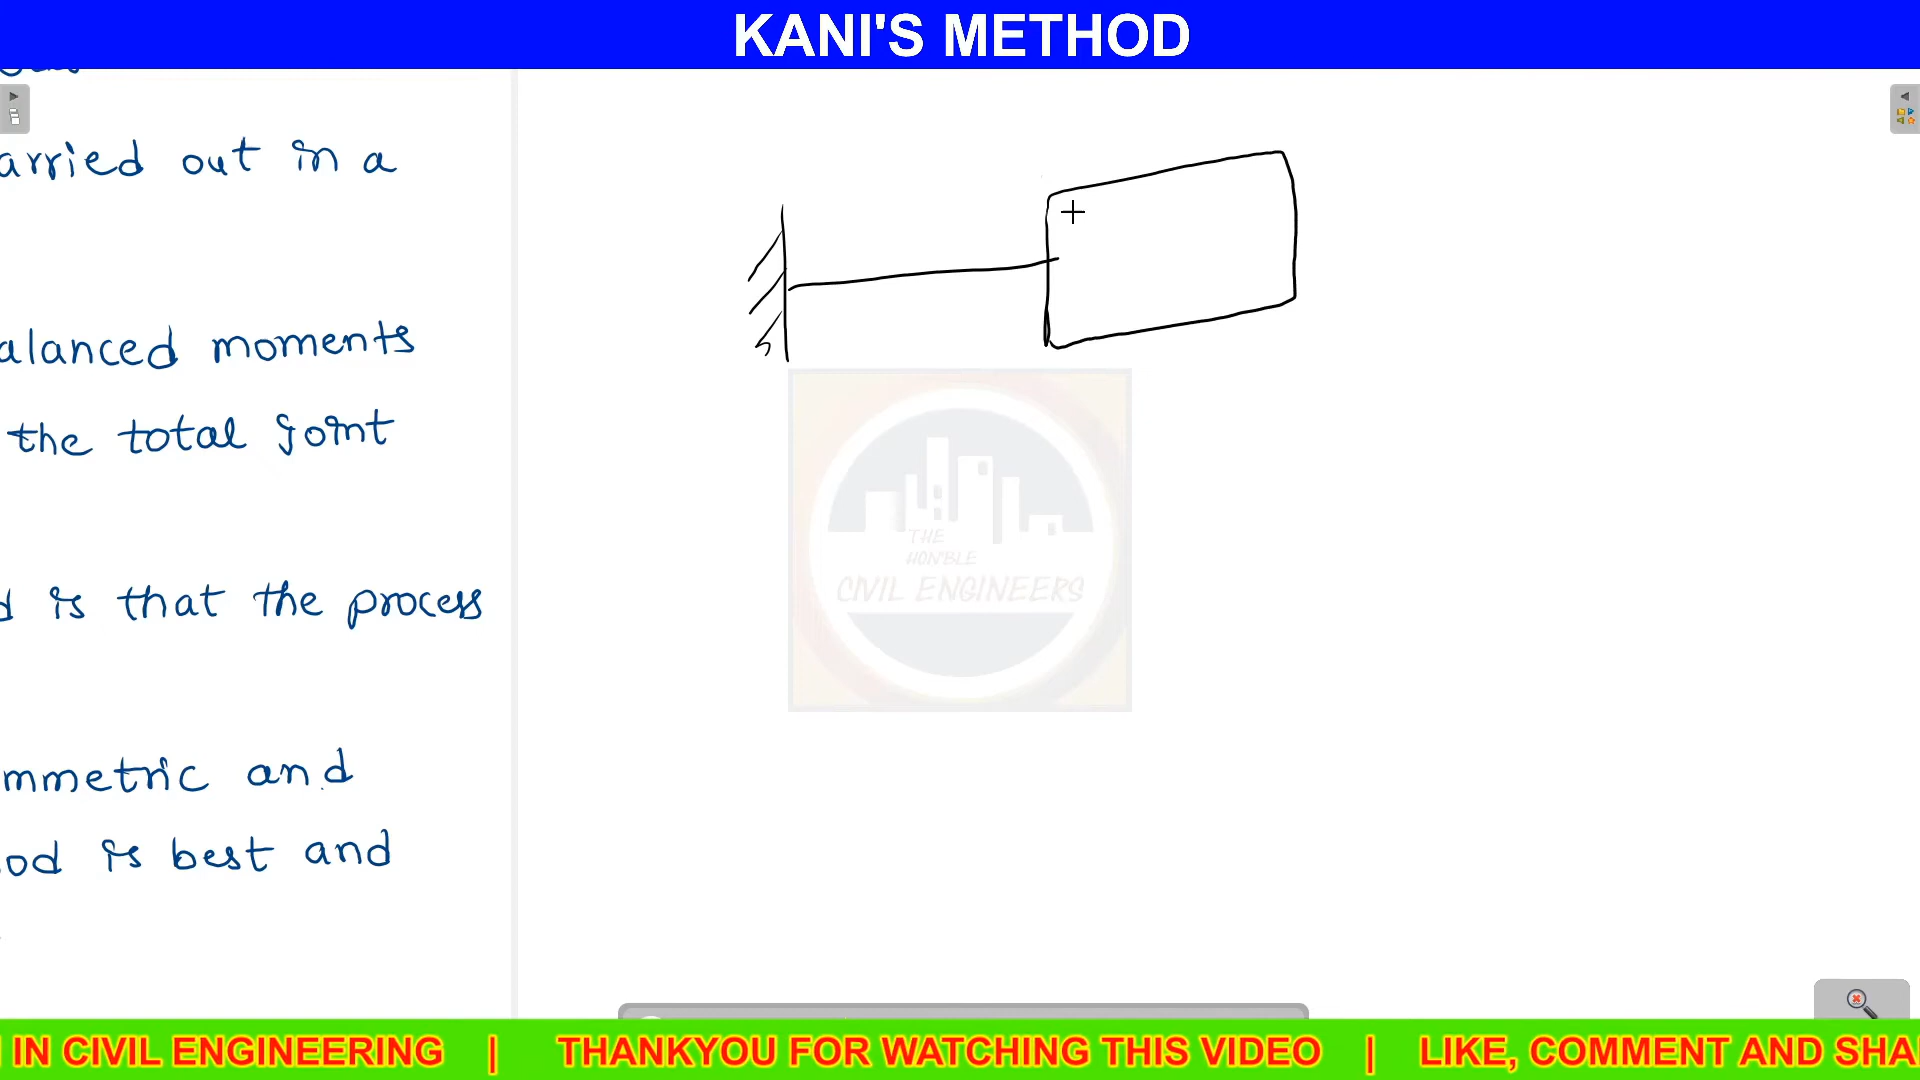 KANI'S METHOD
arried out in a
alanced moments
the total joint
d is that the process
mmetric and
od is best and
THE
HON'BLE
CIVIL ENGINEERS
IN CIVIL ENGINEERING | THANKYOU FOR WATCHING THIS VIDEO | LIKE, COMMENT AND SHA